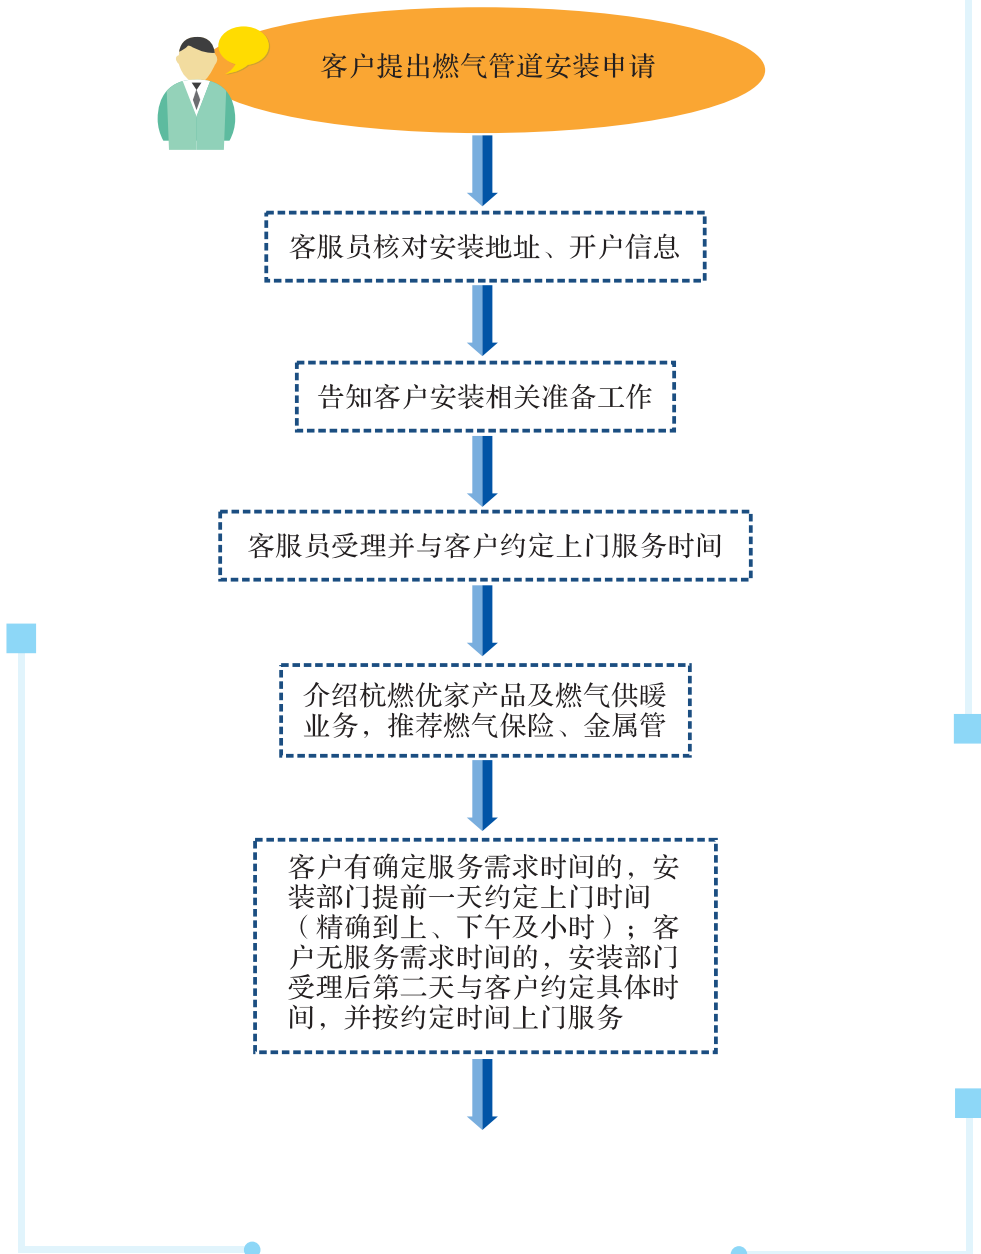 客户提出燃气管道安装申请
客服员核对安装地址、开户信息
告知客户安装相关准备工作
客服员受理并与客户约定上门服务时间
介绍杭燃优家产品及燃气供暖
业务，推荐燃气保险、金属管
客户有确定服务需求时间的，安
装部门提前一天约定上门时间
（精确到上、下午及小时）；客
户无服务需求时间的，安装部门
受理后第二天与客户约定具体时
间，并按约定时间上门服务